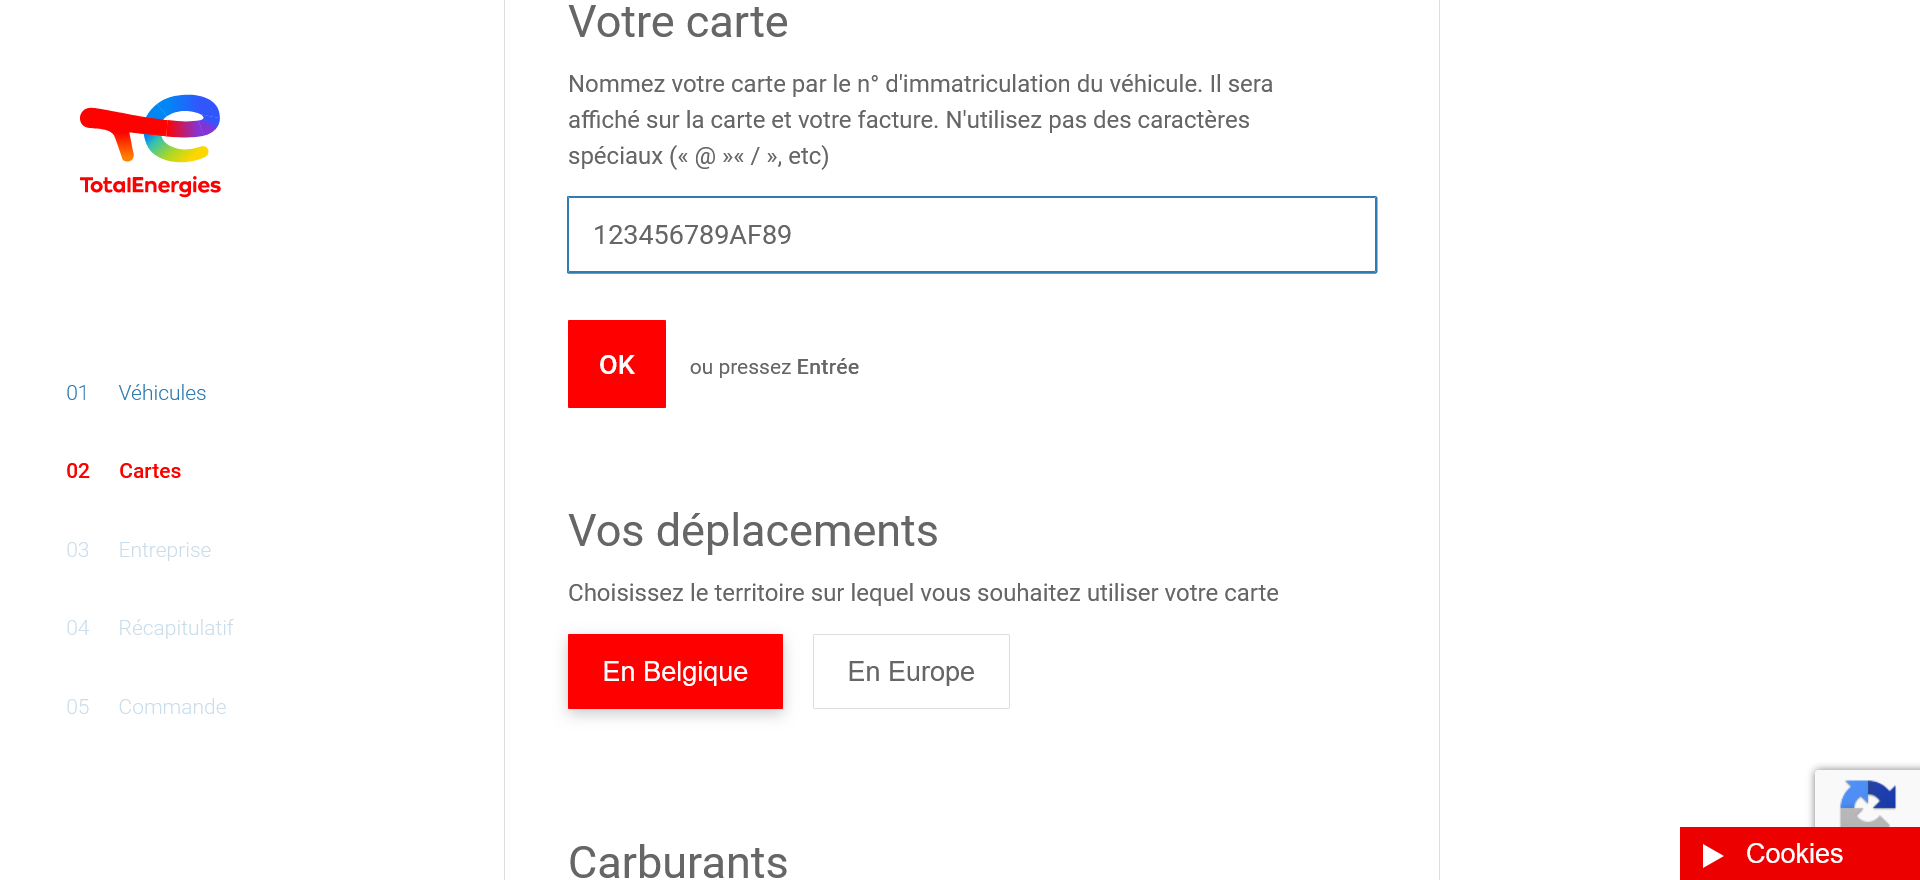 TotalEnergies
01 Véhicules
02 Cartes
03 Entreprise
04 Récapitulatif
05 Commande
Votre carte
Nommez votre carte par le n° d'immatriculation du véhicule. Il sera
affiché sur la carte et votre facture. N'utilisez pas des caractères
spéciaux (« @ »« / », etc)
123456789AF89
OK ou pressez Entrée
Vos déplacements
Choisissez le territoire sur lequel vous souhaitez utiliser votre carte
En Belgique En Europe
Carburants
Cookies